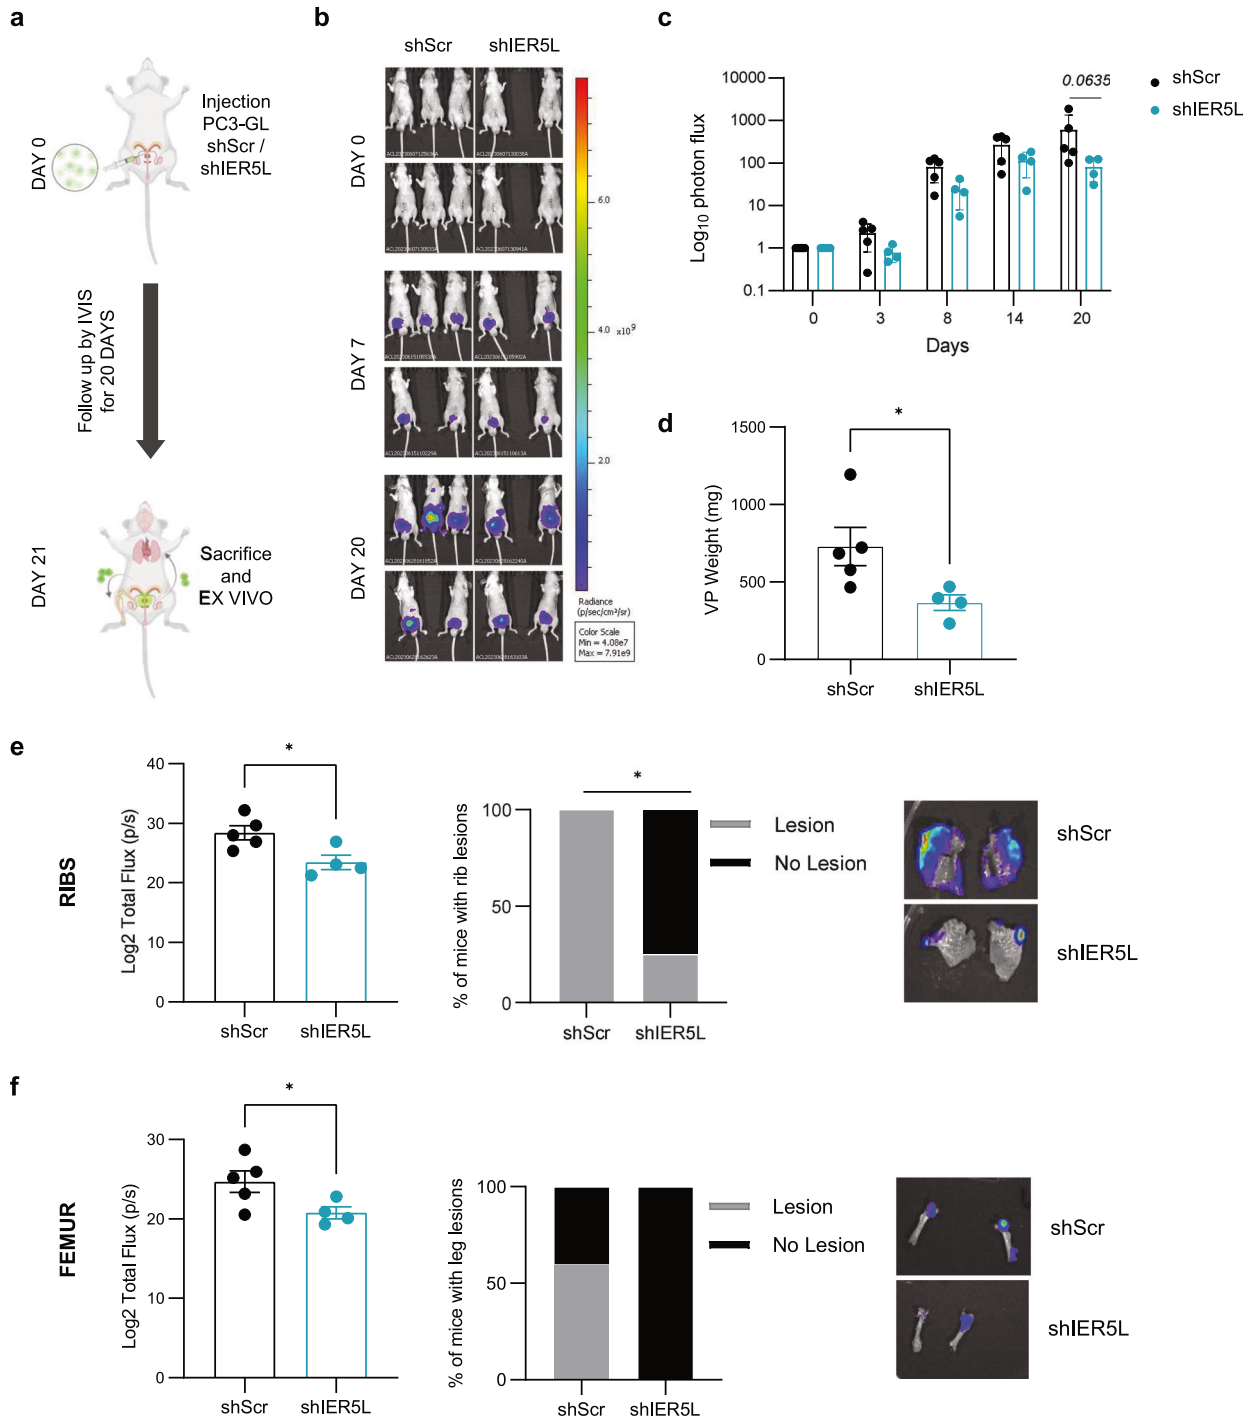 a
DAY 0
Injection
PC3-GL
shScr /
shIER5L
Follow up by IVIS
for 20 DAYS
DAY 21
Sacrifice
and
EX VIVO
b
shScr
shIER5L
DAY 0
DAY 7
DAY 20
6.0
4.0
x10⁹
2.0
Radiance
(p/sec/cm²/sr)
Color Scale
Min = 4.08e7
Max = 7.91e9
c
Log₁₀ photon flux
10000
1000
100
10
1
0.1
0.0635
0
3
8
14
20
Days
shScr
shIER5L
d
VP Weight (mg)
1500
1000
500
0
*
shScr
shIER5L
e
RIBS
Log2 Total Flux (p/s)
40
30
20
10
0
*
shScr
shIER5L
% of mice with rib lesions
100
50
0
*
shScr
shIER5L
Lesion
No Lesion
shScr
shIER5L
f
FEMUR
Log2 Total Flux (p/s)
30
20
10
0
*
shScr
shIER5L
% of mice with leg lesions
100
50
0
shScr
shIER5L
Lesion
No Lesion
shScr
shIER5L